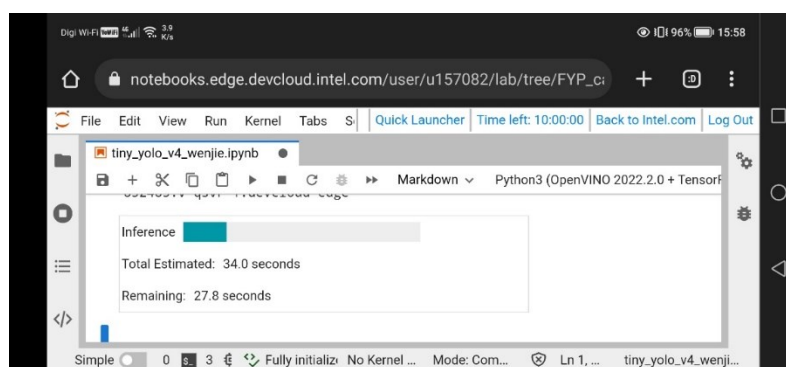 Digi Wi-Fi VoWiFi 46 3.9 K/s 96% 15:58
notebooks.edge.devcloud.intel.com/user/u157082/lab/tree/FYP_ca :D
File Edit View Run Kernel Tabs S Quick Launcher Time left: 10:00:00 Back to Intel.com Log Out
tiny_yolo_v4_wenjie.ipynb
Markdown Python3 (OpenVINO 2022.2.0 + TensorF
Inference
Total Estimated: 34.0 seconds
Remaining: 27.8 seconds
Simple 0 3 Fully initializ No Kernel ... Mode: Com... Ln 1, ... tiny_yolo_v4_wenji...